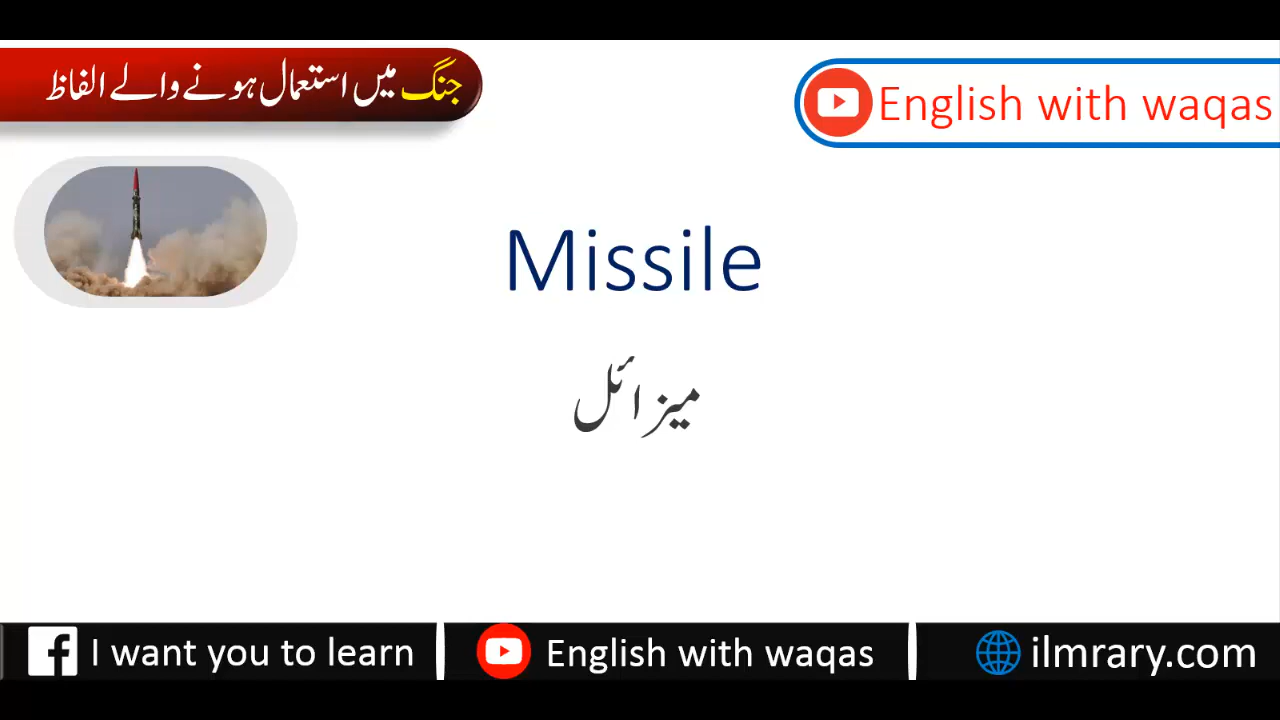 جنگ میں استعمال ہونے والے الفاظ
English with waqas
Missile
میزائل
I want you to learn
English with waqas
ilmrary.com